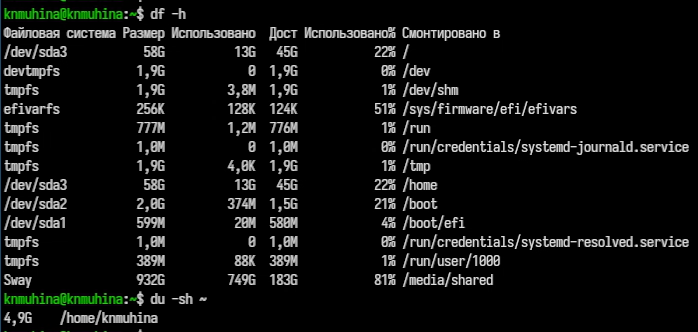 knmuhina@knmuhina:~$ df -h
Файловая система Размер Использовано  Дост Использовано% Смонтировано в
/dev/sda3           58G          13G   45G           22% /
devtmpfs           1,9G            0  1,9G            0% /dev
tmpfs              1,9G         3,8M  1,9G            1% /dev/shm
efivarfs           256K         128K  124K           51% /sys/firmware/efi/efivars
tmpfs              777M         1,2M  776M            1% /run
tmpfs              1,0M            0  1,0M            0% /run/credentials/systemd-journald.service
tmpfs              1,9G         4,0K  1,9G            1% /tmp
/dev/sda3           58G          13G   45G           22% /home
/dev/sda2          2,0G         374M  1,5G           21% /boot
/dev/sda1          599M          20M  580M            4% /boot/efi
tmpfs              1,0M            0  1,0M            0% /run/credentials/systemd-resolved.service
tmpfs              389M          88K  389M            1% /run/user/1000
Sway               932G         749G  183G           81% /media/shared
knmuhina@knmuhina:~$ du -sh ~
4,9G    /home/knmuhina